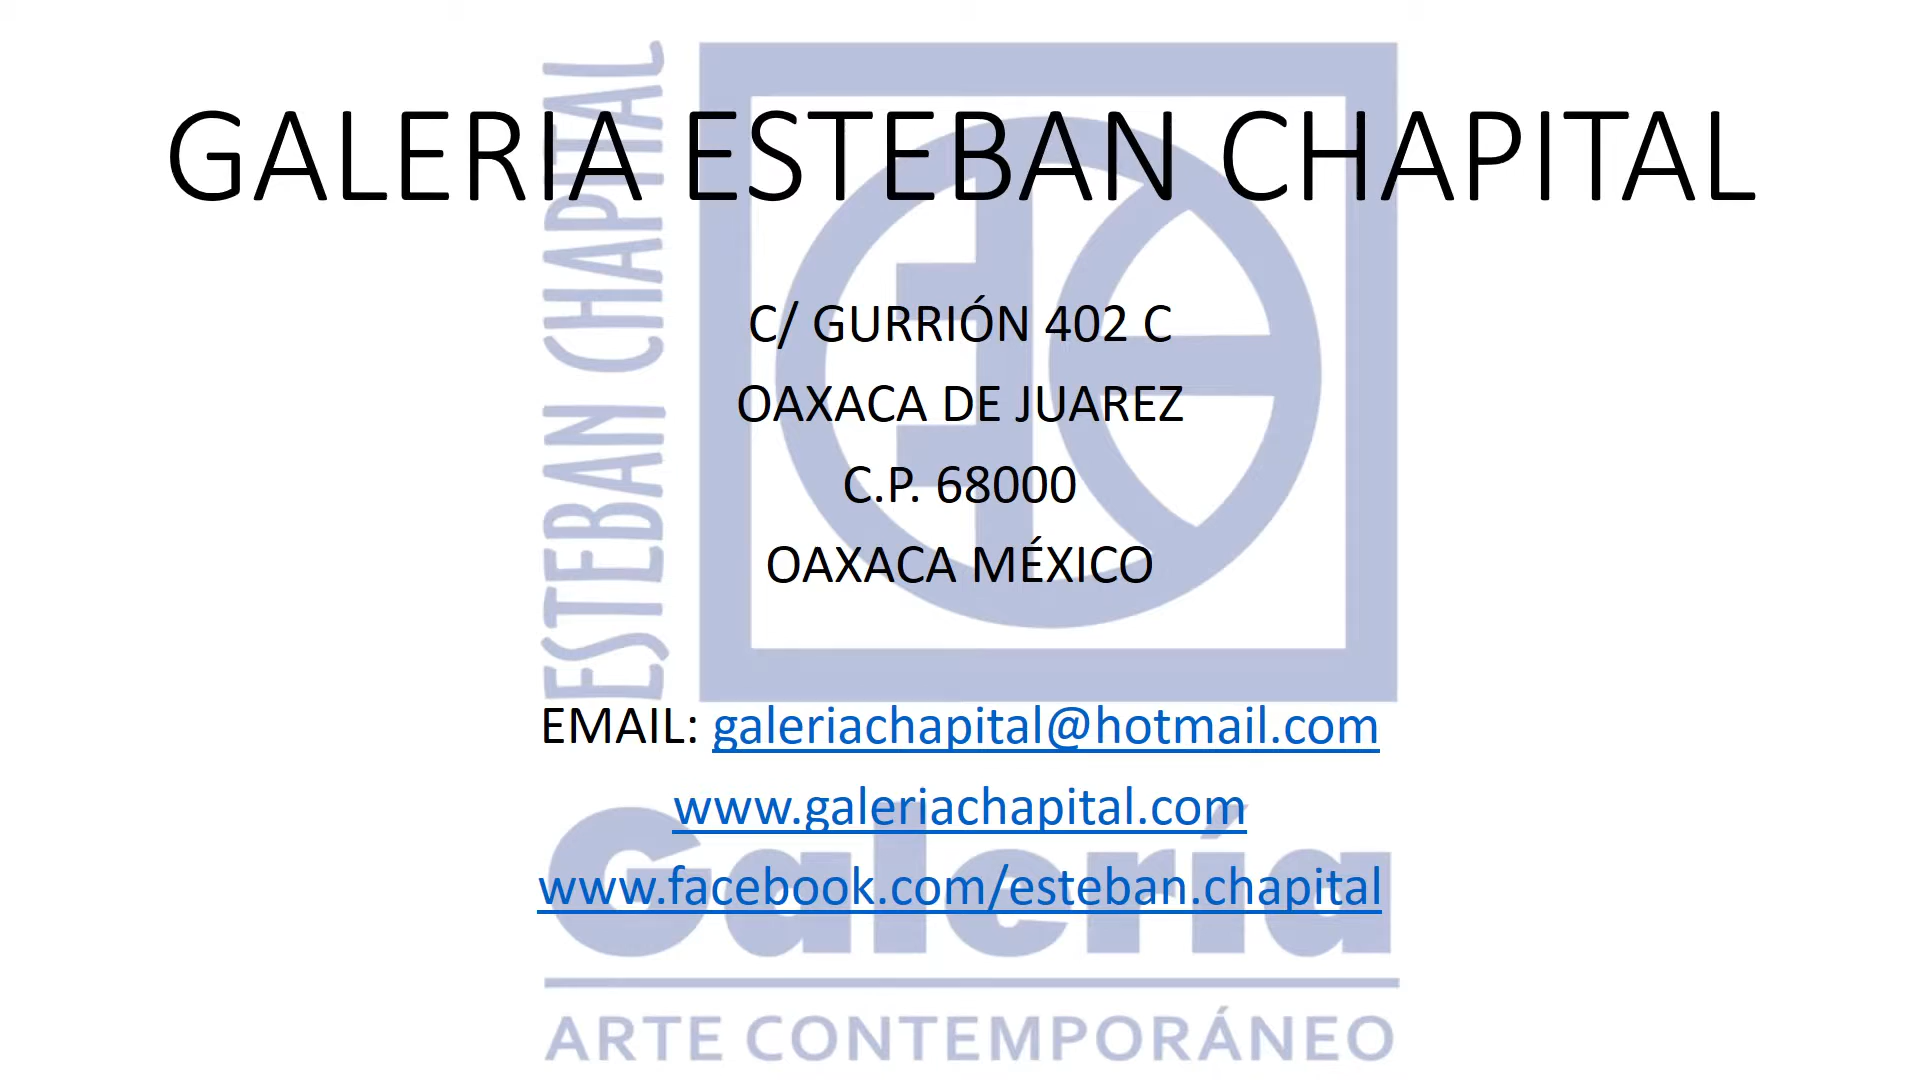 GALERIA ESTEBAN CHAPITAL
C/ GURRIÓN 402 C
OAXACA DE JUAREZ
C.P. 68000
OAXACA MÉXICO
EMAIL: galeriachapital@hotmail.com
www.galeriachapital.com
www.facebook.com/esteban.chapital
ESTEBAN CHAPITAL
Galería
ARTE CONTEMPORÁNEO